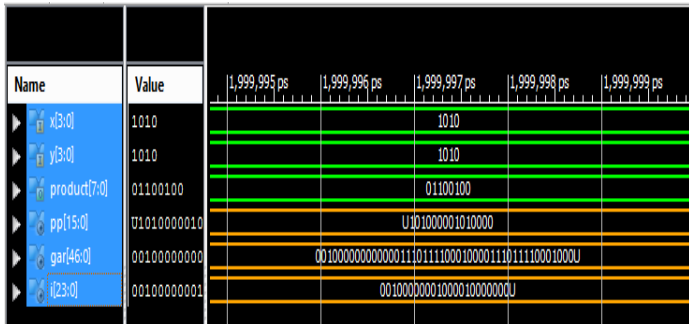 Name Value
1,999,995 ps 1,999,996 ps 1,999,997 ps 1,999,998 ps 1,999,999 ps
x[3:0] 1010 1010
y[3:0] 1010 1010
product[7:0] 01100100 01100100
pp[15:0] U1010000010 U101000001010000
gar[46:0] 00100000000 0010000000000001110111100010000111011110001000U
i[23:0] 00100000001 00100000001000010000000U